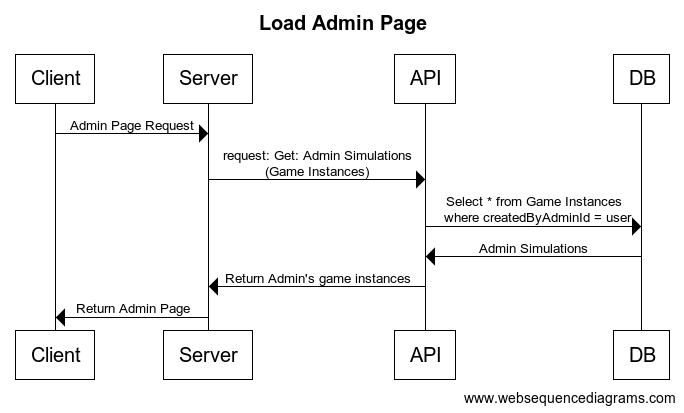 Load Admin Page
Client
Server
API
DB
Admin Page Request
request: Get: Admin Simulations
(Game Instances)
Select * from Game Instances
where createdByAdminId = user
Admin Simulations
Return Admin's game instances
Return Admin Page
Client
Server
API
DB
www.websequencediagrams.com